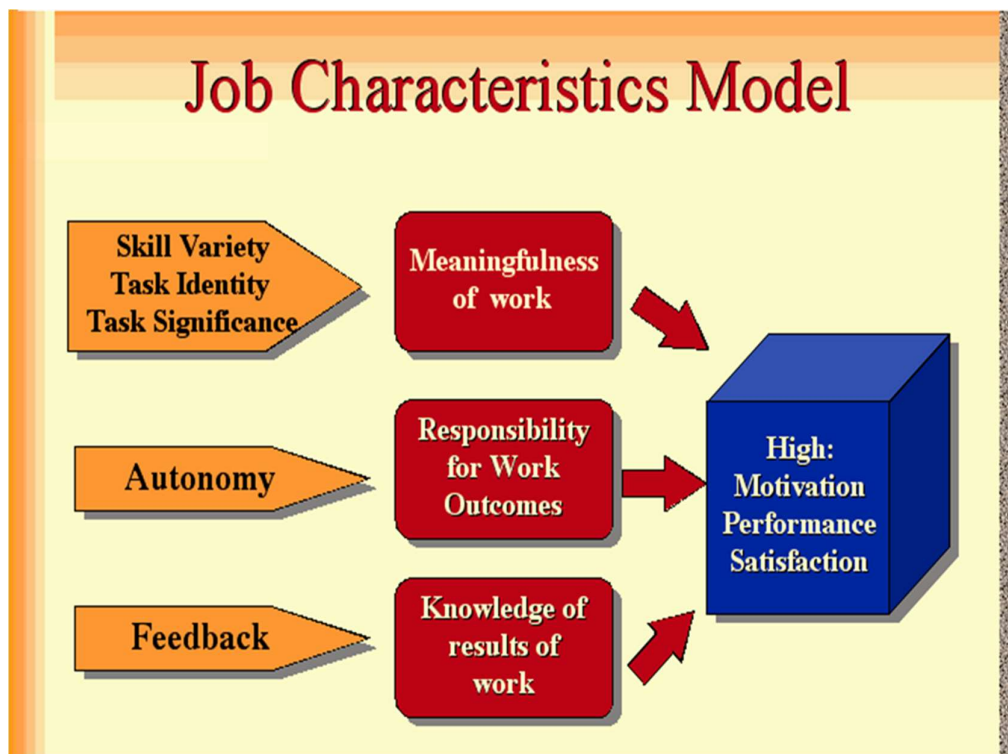 Job Characteristics Model
Skill Variety
Task Identity
Task Significance
Meaningfulness
of work
Autonomy
Responsibility
for Work
Outcomes
Feedback
Knowledge of
results of
work
High:
Motivation
Performance
Satisfaction